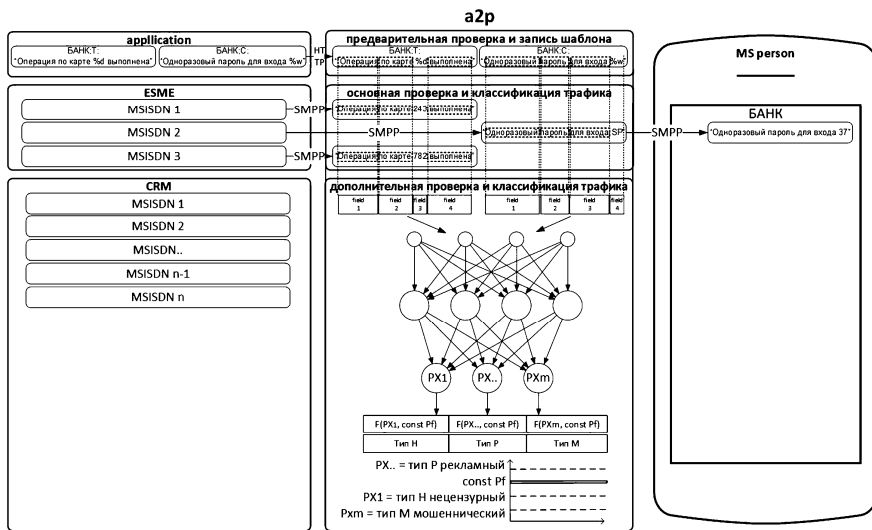 a2p
appllication
БАНК:Т:
"Операция по карте %d выполнена"
БАНК:С:
"Одноразовый пароль для входа %w"
HTTP
предварительная проверка и запись шаблона
БАНК:Т:
"Операция по карте %d выполнена"
БАНК:С:
"Одноразовый пароль для входа %w"
ESME
MSISDN 1
MSISDN 2
MSISDN 3
SMPP
SMPP
SMPP
основная проверка и классификация трафика
"Операция по карте 243 выполнена"
"Одноразовый пароль для входа SP"
"Операция по карте 782 выполнена"
SMPP
MS person
БАНК
"Одноразовый пароль для входа 37"
CRM
MSISDN 1
MSISDN 2
MSISDN..
MSISDN n-1
MSISDN n
дополнительная проверка и классификация трафика
field 1
field 2
field 3
field 4
field 1
field 2
field 3
field 4
PX1
PX..
PXm
F(PX1, const Pf)
F(PX.., const Pf)
F(PXm, const Pf)
Тип Н
Тип Р
Тип М
PX.. = тип Р рекламный
const Pf
PX1 = тип Н нецензурный
Pxm = тип М мошеннический